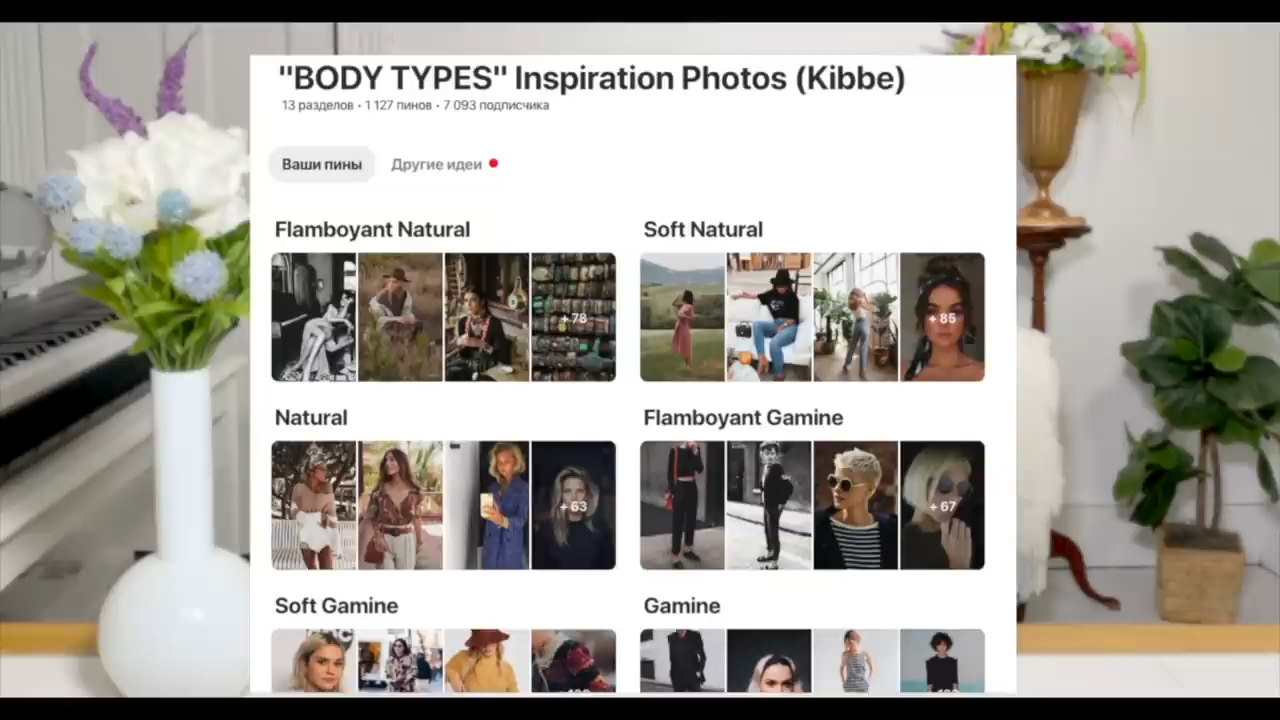 "BODY TYPES" Inspiration Photos (Kibbe)
13 разделов · 1 127 пинов · 7 093 подписчика
Ваши пины
Другие идеи
Flamboyant Natural
Soft Natural
+ 78
+ 85
Natural
Flamboyant Gamine
+ 63
+ 67
Soft Gamine
Gamine